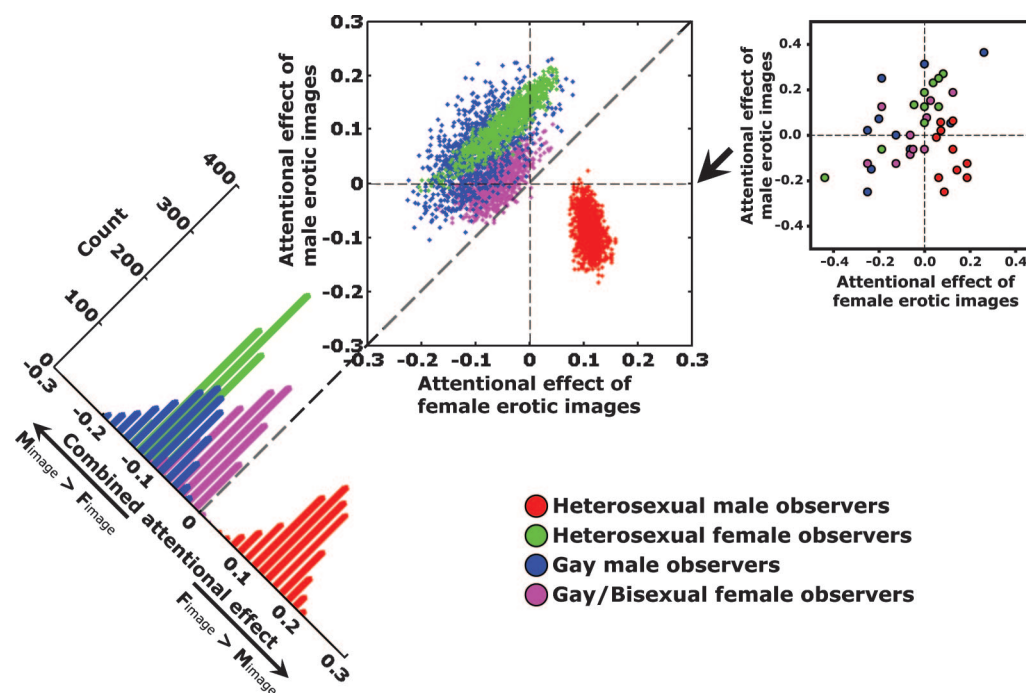 Attentional effect of
male erotic images
0.3
0.2
0.1
0
-0.1
-0.2
-0.3
-0.3 -0.2 -0.1 0 0.1 0.2 0.3
Attentional effect of
female erotic images
Attentional effect of
male erotic images
0.4
0.2
0.0
-0.2
-0.4
-0.4 -0.2 0 0.2 0.4
Attentional effect of
female erotic images
Count
400
300
200
100
0
-0.3 -0.2 -0.1 0 0.1 0.2 0.3
Combined attentional effect
Mimage > Fimage
Fimage > Mimage
Heterosexual male observers
Heterosexual female observers
Gay male observers
Gay/Bisexual female observers